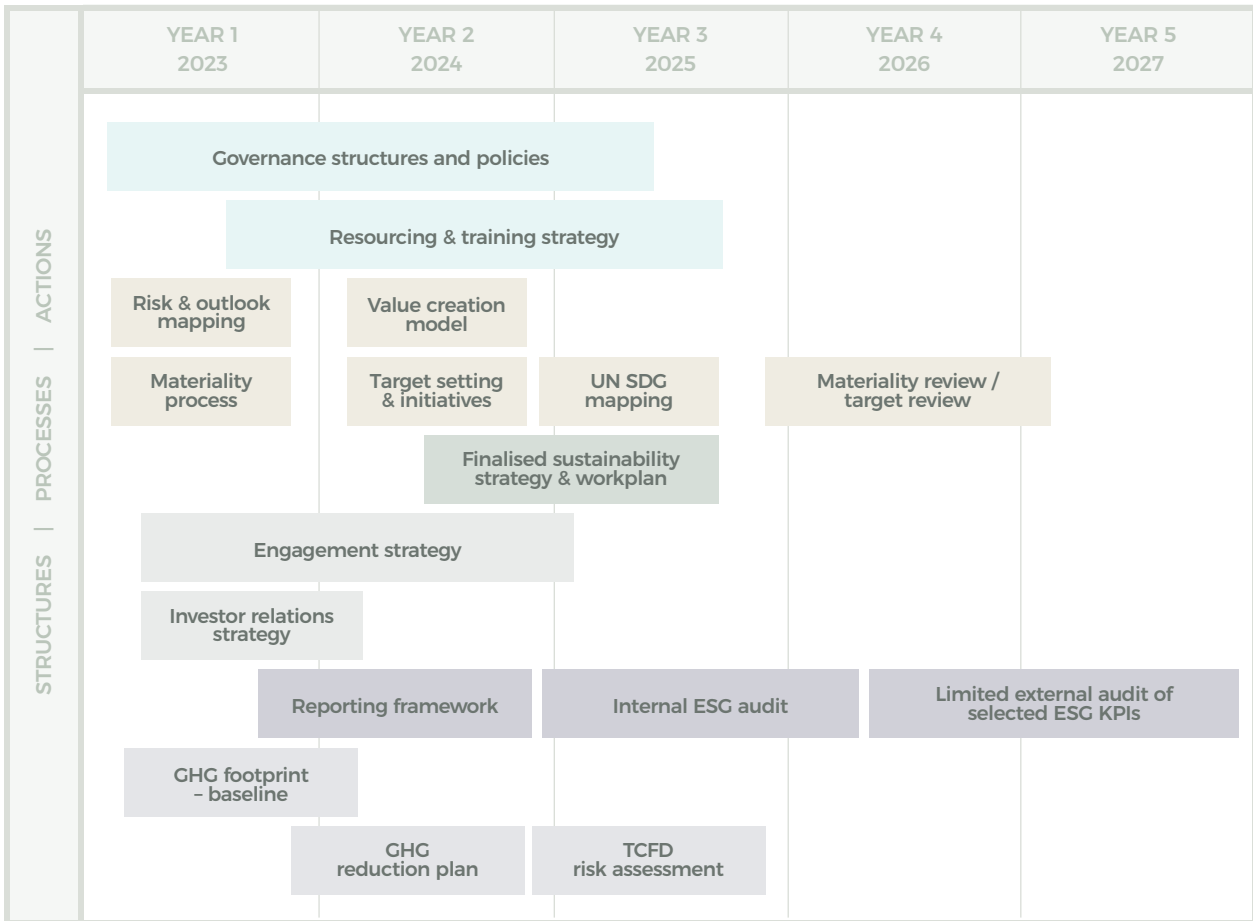 YEAR 1
2023
YEAR 2
2024
YEAR 3
2025
YEAR 4
2026
YEAR 5
2027
STRUCTURES | PROCESSES | ACTIONS
Governance structures and policies
Resourcing & training strategy
Risk & outlook
mapping
Value creation
model
Materiality
process
Target setting
& initiatives
UN SDG
mapping
Materiality review /
target review
Finalised sustainability
strategy & workplan
Engagement strategy
Investor relations
strategy
Reporting framework
Internal ESG audit
Limited external audit of
selected ESG KPIs
GHG footprint
– baseline
GHG
reduction plan
TCFD
risk assessment